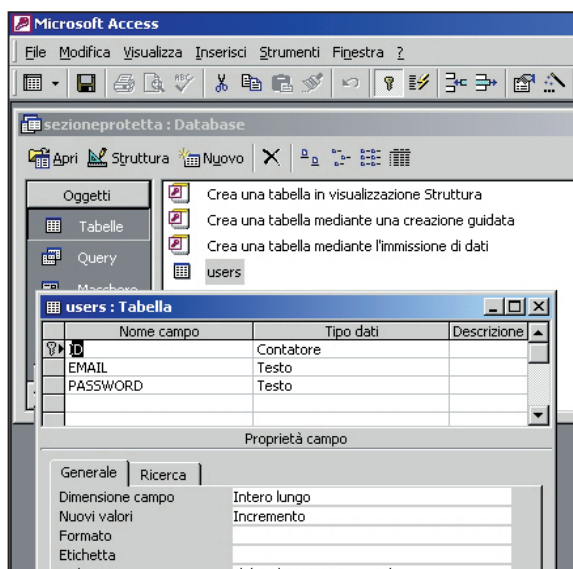 Microsoft Access
File Modifica Visualizza Inserisci Strumenti Finestra ?
sezioneprotetta : Database
Apri Struttura Nuovo
Oggetti
Crea una tabella in visualizzazione Struttura
Tabelle
Crea una tabella mediante una creazione guidata
Crea una tabella mediante l'immissione di dati
Query
users
users : Tabella
Nome campo Tipo dati Descrizione
ID Contatore
EMAIL Testo
PASSWORD Testo
Proprietà campo
Generale Ricerca
Dimensione campo Intero lungo
Nuovi valori Incremento
Formato
Etichetta